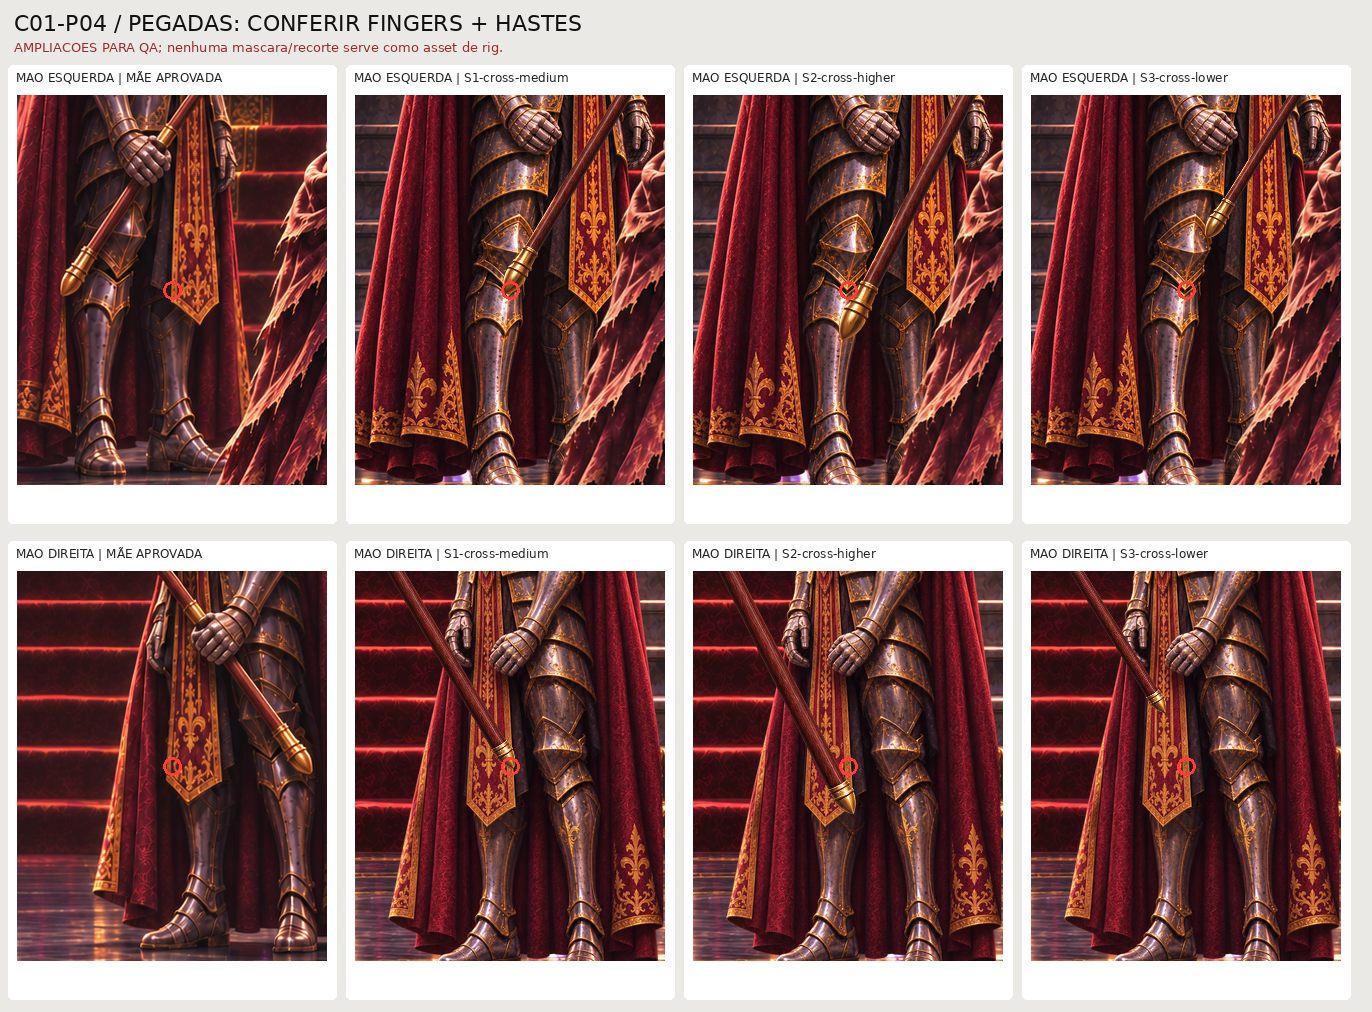 C01-P04 / PEGADAS: CONFERIR FINGERS + HASTES
AMPLIACOES PARA QA; nenhuma mascara/recorte serve como asset de rig.
MAO ESQUERDA | MÃE APROVADA
MAO ESQUERDA | S1-cross-medium
MAO ESQUERDA | S2-cross-higher
MAO ESQUERDA | S3-cross-lower
MAO DIREITA | MÃE APROVADA
MAO DIREITA | S1-cross-medium
MAO DIREITA | S2-cross-higher
MAO DIREITA | S3-cross-lower